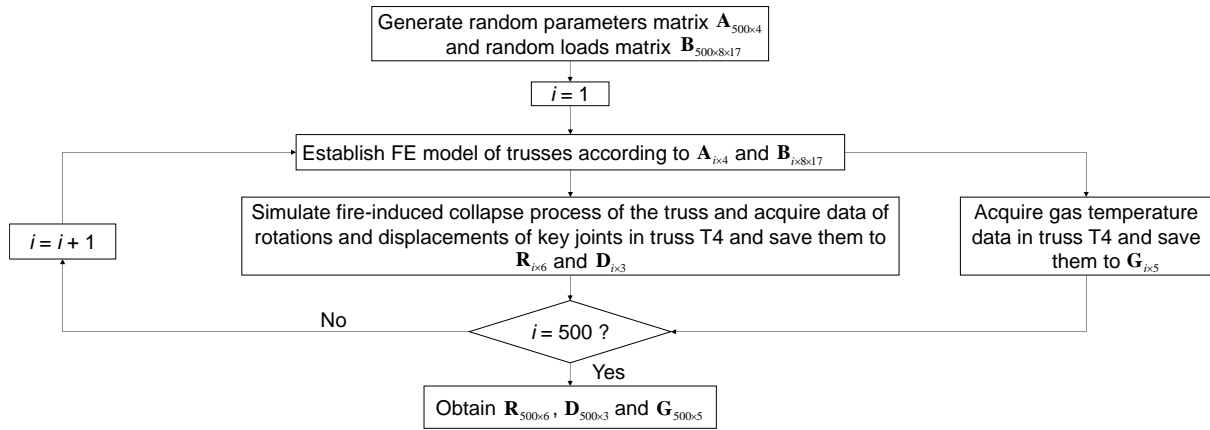 Generate random parameters matrix A500×4
and random loads matrix B500×8×17
i = 1
Establish FE model of trusses according to Ai×4 and Bi×8×17
Simulate fire-induced collapse process of the truss and acquire data of
rotations and displacements of key joints in truss T4 and save them to
Ri×6 and Di×3
Acquire gas temperature
data in truss T4 and save
them to Gi×5
i = i + 1
No
i = 500 ?
Yes
Obtain R500×6, D500×3 and G500×5